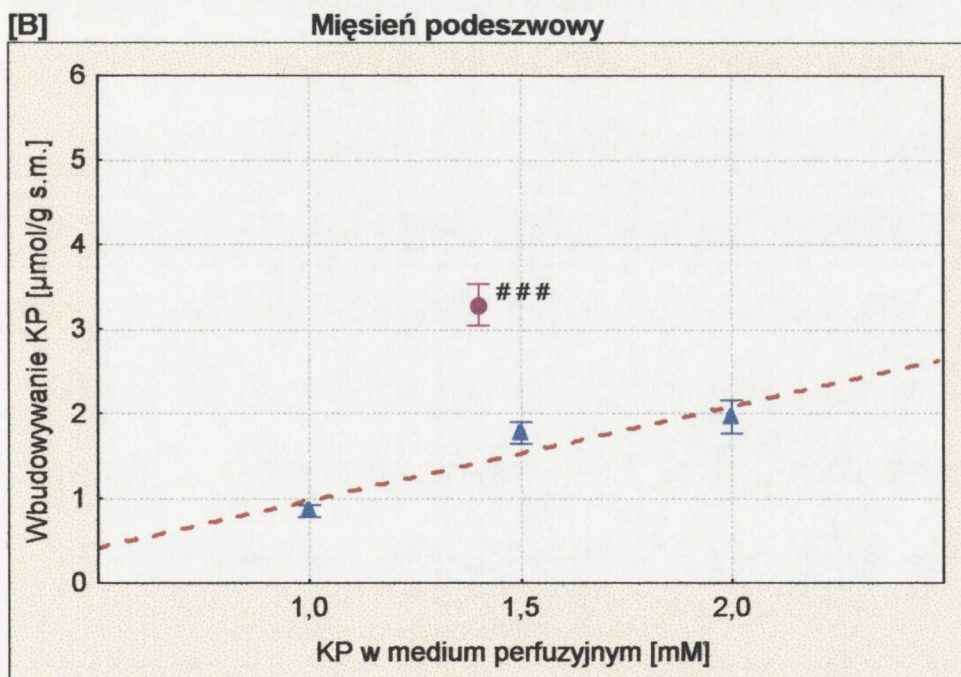 [B] Mięsień podeszwowy
Wbudowywanie KP [µmol/g s.m.]
6
5
4
3
2
1
0
###
1,0 1,5 2,0
KP w medium perfuzyjnym [mM]